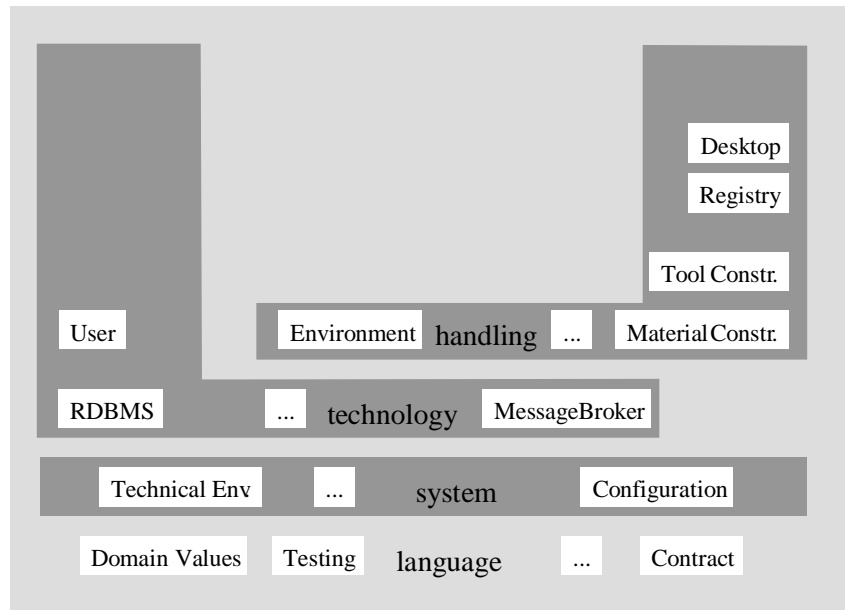 Desktop
Registry
Tool Constr.
User Environment handling ... Material Constr.
RDBMS ... technology MessageBroker
Technical Env. ... system Configuration
Domain Values Testing language ... Contract